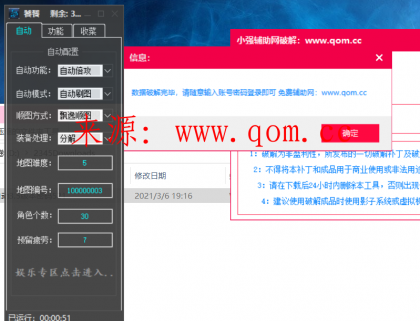 剩余: 3...
自动 功能 收菜
自动配置
自动功能: 自动倍攻
自动模式: 自动刷图
顺图方式: 飘逸顺图
装备处理: 分解
地图难度: 5
地图编号: 100000003
角色个数: 30
预留疲劳: 7
娱乐专区点击进入..
已运行: 00:00:51
小强辅助网破解: www.qom.cc
信息:
数据破解完毕, 请随意输入账号密码登录即可 免费辅助网: www.qom.cc
确定
来源: www.qom.cc
修改日期
2021/3/6 19:16
1: 破解为非盈利性, 所发布的一切破解补丁及破
2: 不得将本补丁和成品用于商业或非法用途
3: 请在下载后24小时内删除本工具, 否则出现
4: 建议使用破解成品时使用影子系统或虚拟